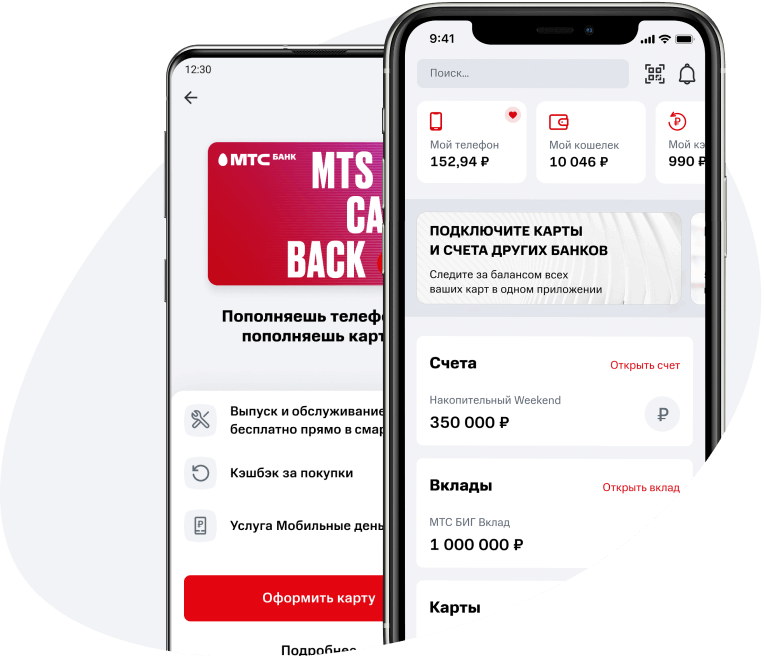 12:30
МТС БАНК
MTS
CA
BACK
Пополняешь телеф
пополняешь карт
Выпуск и обслуживание
бесплатно прямо в смар
Кэшбэк за покупки
Услуга Мобильные день
Оформить карту
Подробнее
9:41
Поиск...
Мой телефон
152,94 ₽
Мой кошелек
10 046 ₽
Мой кэ
990 ₽
ПОДКЛЮЧИТЕ КАРТЫ
И СЧЕТА ДРУГИХ БАНКОВ
Следите за балансом всех
ваших карт в одном приложении
Счета
Открыть счет
Накопительный Weekend
350 000 ₽
₽
Вклады
Открыть вклад
МТС БИГ Вклад
1 000 000 ₽
Карты